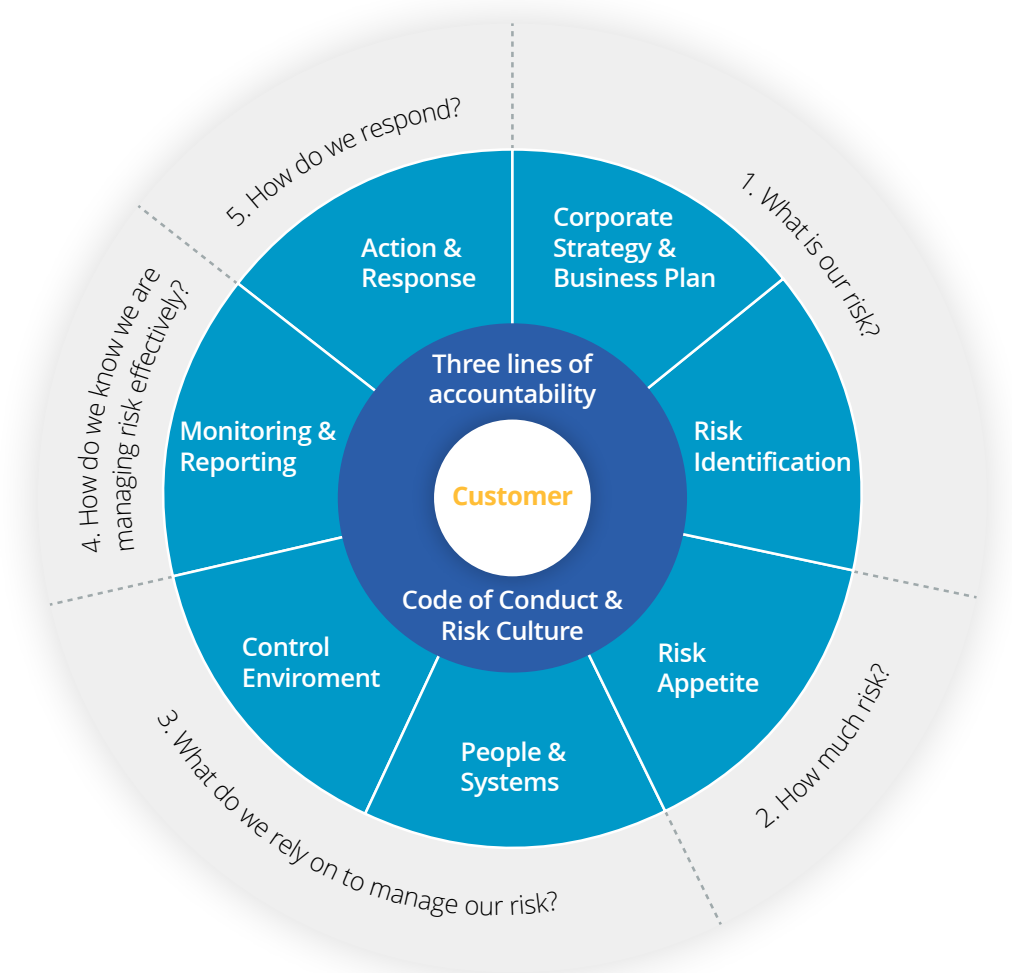 1. What is our risk?
Corporate
Strategy &
Business Plan
Risk
Identification
2. How much risk?
Risk
Appetite
3. What do we rely on to manage our risk?
People &
Systems
Control
Enviroment
4. How do we know we are
managing risk effectively?
Monitoring &
Reporting
5. How do we respond?
Action &
Response
Three lines of
accountability
Customer
Code of Conduct &
Risk Culture